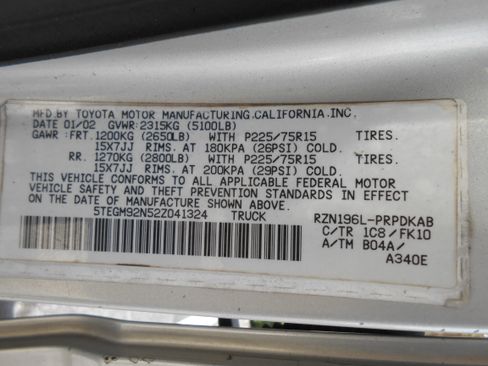 MFD BY TOYOTA MOTOR MANUFACTURING,CALIFORNIA,INC.
DATE 01/02 GVWR:2315KG (5100LB)
GAWR :FRT. 1200KG (2650LB) WITH P225/75R15 TIRES.
15X7JJ RIMS. AT 180KPA (26PSI) COLD.
RR. 1270KG (2800LB) WITH P225/75R15 TIRES.
15X7JJ RIMS. AT 200KPA (29PSI) COLD.
THIS VEHICLE CONFORMS TO ALL APPLICABLE FEDERAL MOTOR
VEHICLE SAFETY AND THEFT PREVENTION STANDARDS IN EFFECT
ON THE DATE OF MANUFACTURE SHOWN ABOVE.
5TEGM92N52Z041324 TRUCK RZN196L-PRPDKAB
C/TR 1C8 /FK10
A/TM B04A/
A340E